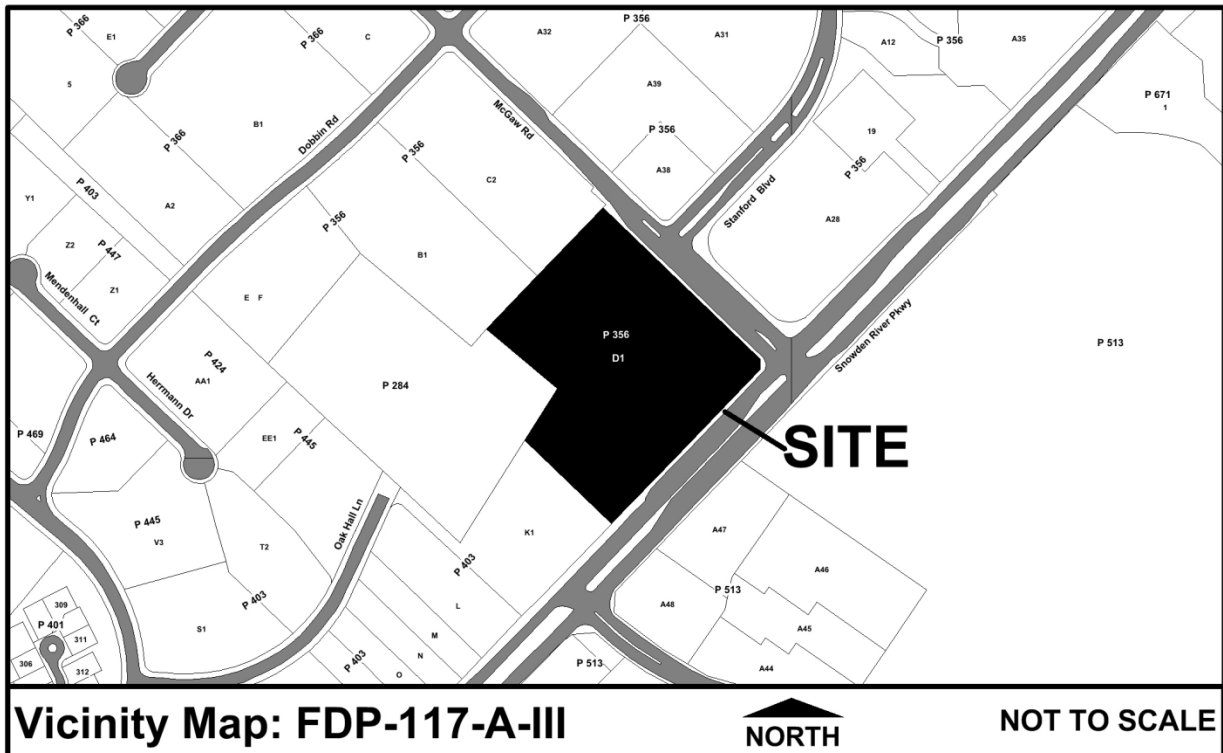 P 366
E1
P 366
C
A32
P 356
A31
A12
P 356
A35
5
A39
P 671
1
McGaw Rd
B1
Dobbin Rd
P 366
P 356
19
P 356
P 403
C2
A38
P 356
Stanford Blvd
Y1
A2
A28
Z2
P 447
P 356
B1
Z1
Mendenhall Ct
E F
Snowden River Pkwy
P 356
D1
P 513
P 424
AA1
P 284
Herrmann Dr
P 469
P 464
EE1
P 445
SITE
P 445
V3
Oak Hall Ln
K1
A47
T2
P 403
A46
P 513
309
P 403
L
A48
P 401
S1
A45
311
M
306
N
P 403
P 513
312
O
A44
Vicinity Map: FDP-117-A-III
NORTH
NOT TO SCALE